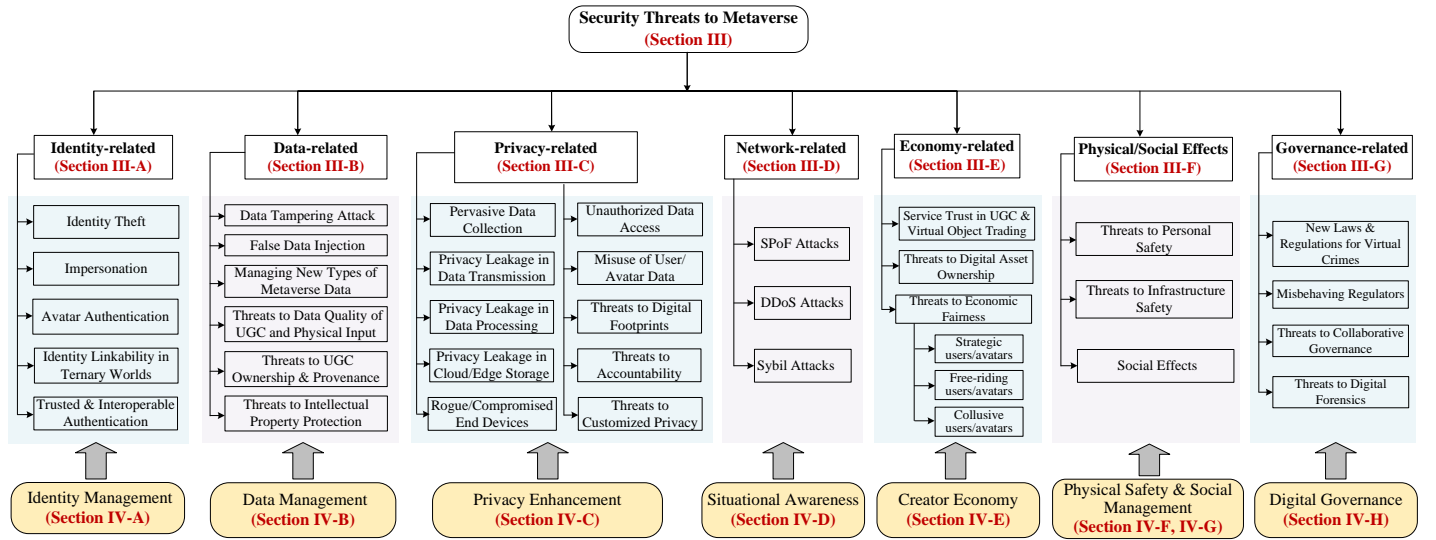 Security Threats to Metaverse
(Section III)
Identity-related
(Section III-A)
Identity Theft
Impersonation
Avatar Authentication
Identity Linkability in
Ternary Worlds
Trusted & Interoperable
Authentication
Identity Management
(Section IV-A)
Data-related
(Section III-B)
Data Tampering Attack
False Data Injection
Managing New Types of
Metaverse Data
Threats to Data Quality of
UGC and Physical Input
Threats to UGC
Ownership & Provenance
Threats to Intellectual
Property Protection
Data Management
(Section IV-B)
Privacy-related
(Section III-C)
Pervasive Data
Collection
Privacy Leakage in
Data Transmission
Privacy Leakage in
Data Processing
Privacy Leakage in
Cloud/Edge Storage
Rogue/Compromised
End Devices
Unauthorized Data
Access
Misuse of User/
Avatar Data
Threats to Digital
Footprints
Threats to
Accountability
Threats to
Customized Privacy
Privacy Enhancement
(Section IV-C)
Network-related
(Section III-D)
SPoF Attacks
DDoS Attacks
Sybil Attacks
Situational Awareness
(Section IV-D)
Economy-related
(Section III-E)
Service Trust in UGC &
Virtual Object Trading
Threats to Digital Asset
Ownership
Threats to Economic
Fairness
Strategic
users/avatars
Free-riding
users/avatars
Collusive
users/avatars
Creator Economy
(Section IV-E)
Physical/Social Effects
(Section III-F)
Threats to Personal
Safety
Threats to Infrastructure
Safety
Social Effects
Physical Safety & Social
Management
(Section IV-F, IV-G)
Governance-related
(Section III-G)
New Laws &
Regulations for Virtual
Crimes
Misbehaving Regulators
Threats to Collaborative
Governance
Threats to Digital
Forensics
Digital Governance
(Section IV-H)